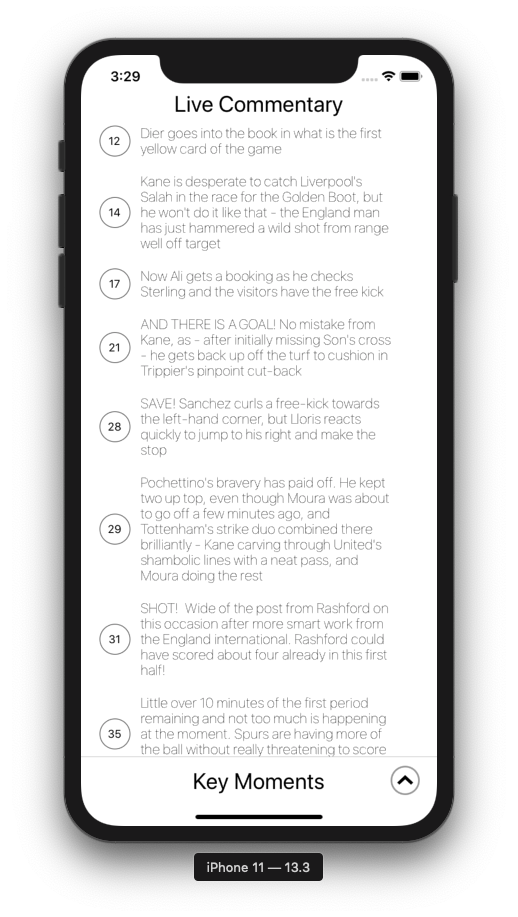 3:29
Live Commentary
12
Dier goes into the book in what is the first
yellow card of the game
14
Kane is desperate to catch Liverpool's
Salah in the race for the Golden Boot, but
he won't do it like that - the England man
has just hammered a wild shot from range
well off target
17
Now Ali gets a booking as he checks
Sterling and the visitors have the free kick
21
AND THERE IS A GOAL! No mistake from
Kane, as - after initially missing Son's cross
- he gets back up off the turf to cushion in
Trippier's pinpoint cut-back
28
SAVE! Sanchez curls a free-kick towards
the left-hand corner, but Lloris reacts
quickly to jump to his right and make the
stop
29
Pochettino's bravery has paid off. He kept
two up top, even though Moura was about
to go off a few minutes ago, and
Tottenham's strike duo combined there
brilliantly - Kane carving through United's
shambolic lines with a neat pass, and
Moura doing the rest
31
SHOT!  Wide of the post from Rashford on
this occasion after more smart work from
the England international. Rashford could
have scored about four already in this first
half!
35
Little over 10 minutes of the first period
remaining and not too much is happening
at the moment. Spurs are having more of
the ball without really threatening to score
Key Moments
iPhone 11 — 13.3